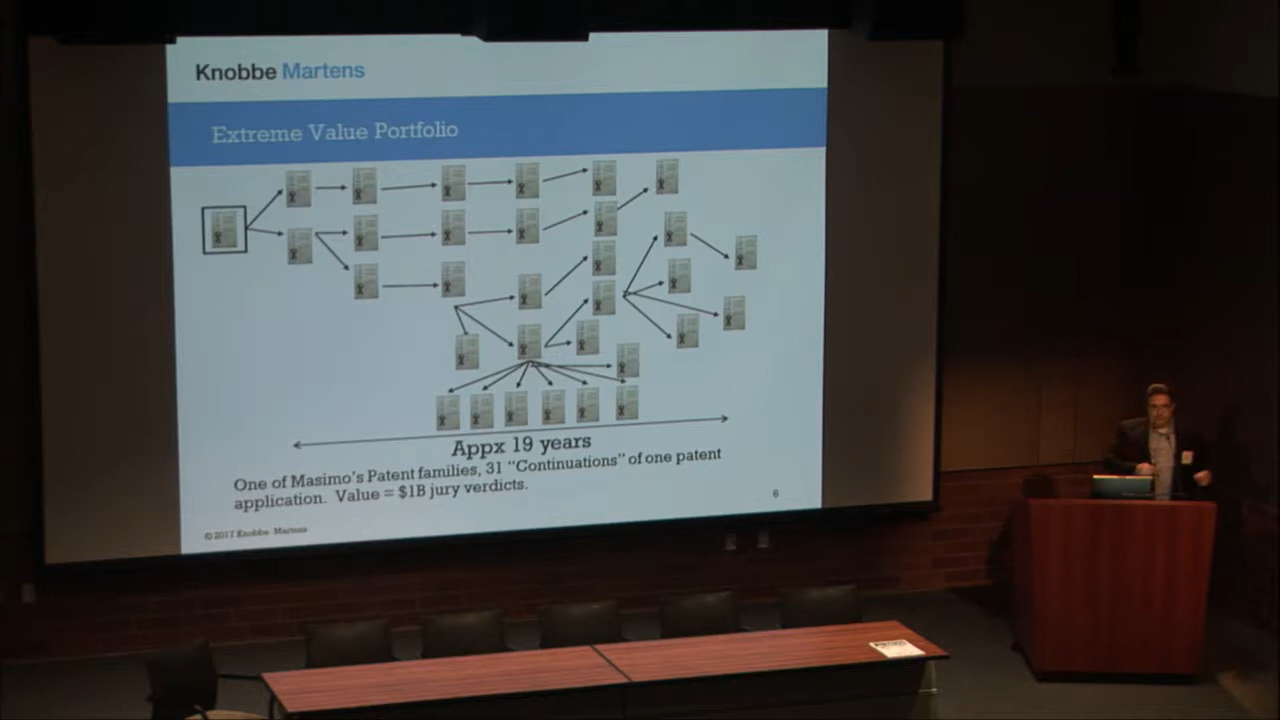 Knobbe Martens
Extreme Value Portfolio
Appx 19 years
One of Masimo's Patent families, 31 "Continuations" of one patent
application. Value = $1B jury verdicts.
6
© 2017 Knobbe Martens